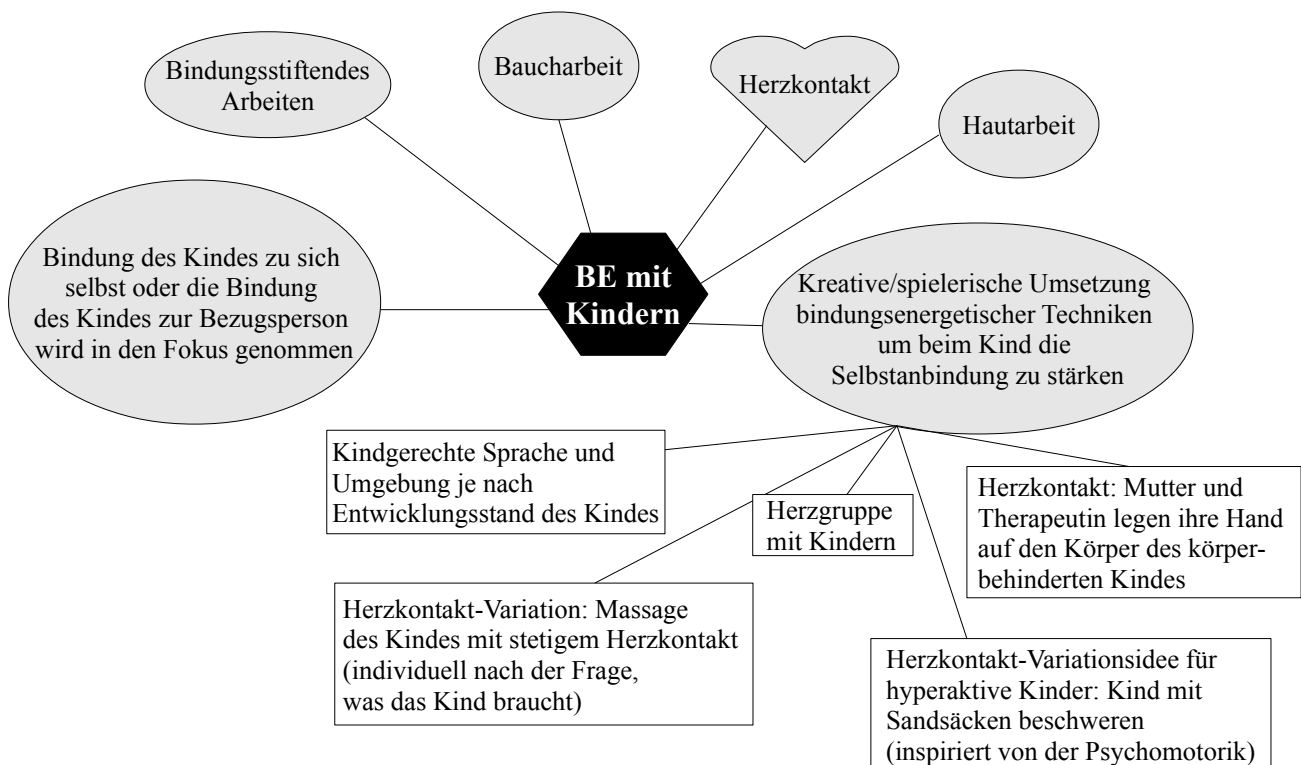 Bindungsstiftendes
Arbeiten
Baucharbeit
Herzkontakt
Hautarbeit
Bindung des Kindes zu sich
selbst oder die Bindung
des Kindes zur Bezugsperson
wird in den Fokus genommen
BE mit
Kindern
Kreative/spielerische Umsetzung
bindungsenergetischer Techniken
um beim Kind die
Selbstanbindung zu stärken
Kindgerechte Sprache und
Umgebung je nach
Entwicklungsstand des Kindes
Herzgruppe
mit Kindern
Herzkontakt: Mutter und
Therapeutin legen ihre Hand
auf den Körper des körper-
behinderten Kindes
Herzkontakt-Variation: Massage
des Kindes mit stetigem Herzkontakt
(individuell nach der Frage,
was das Kind braucht)
Herzkontakt-Variationsidee für
hyperaktive Kinder: Kind mit
Sandsäcken beschweren
(inspiriert von der Psychomotorik)